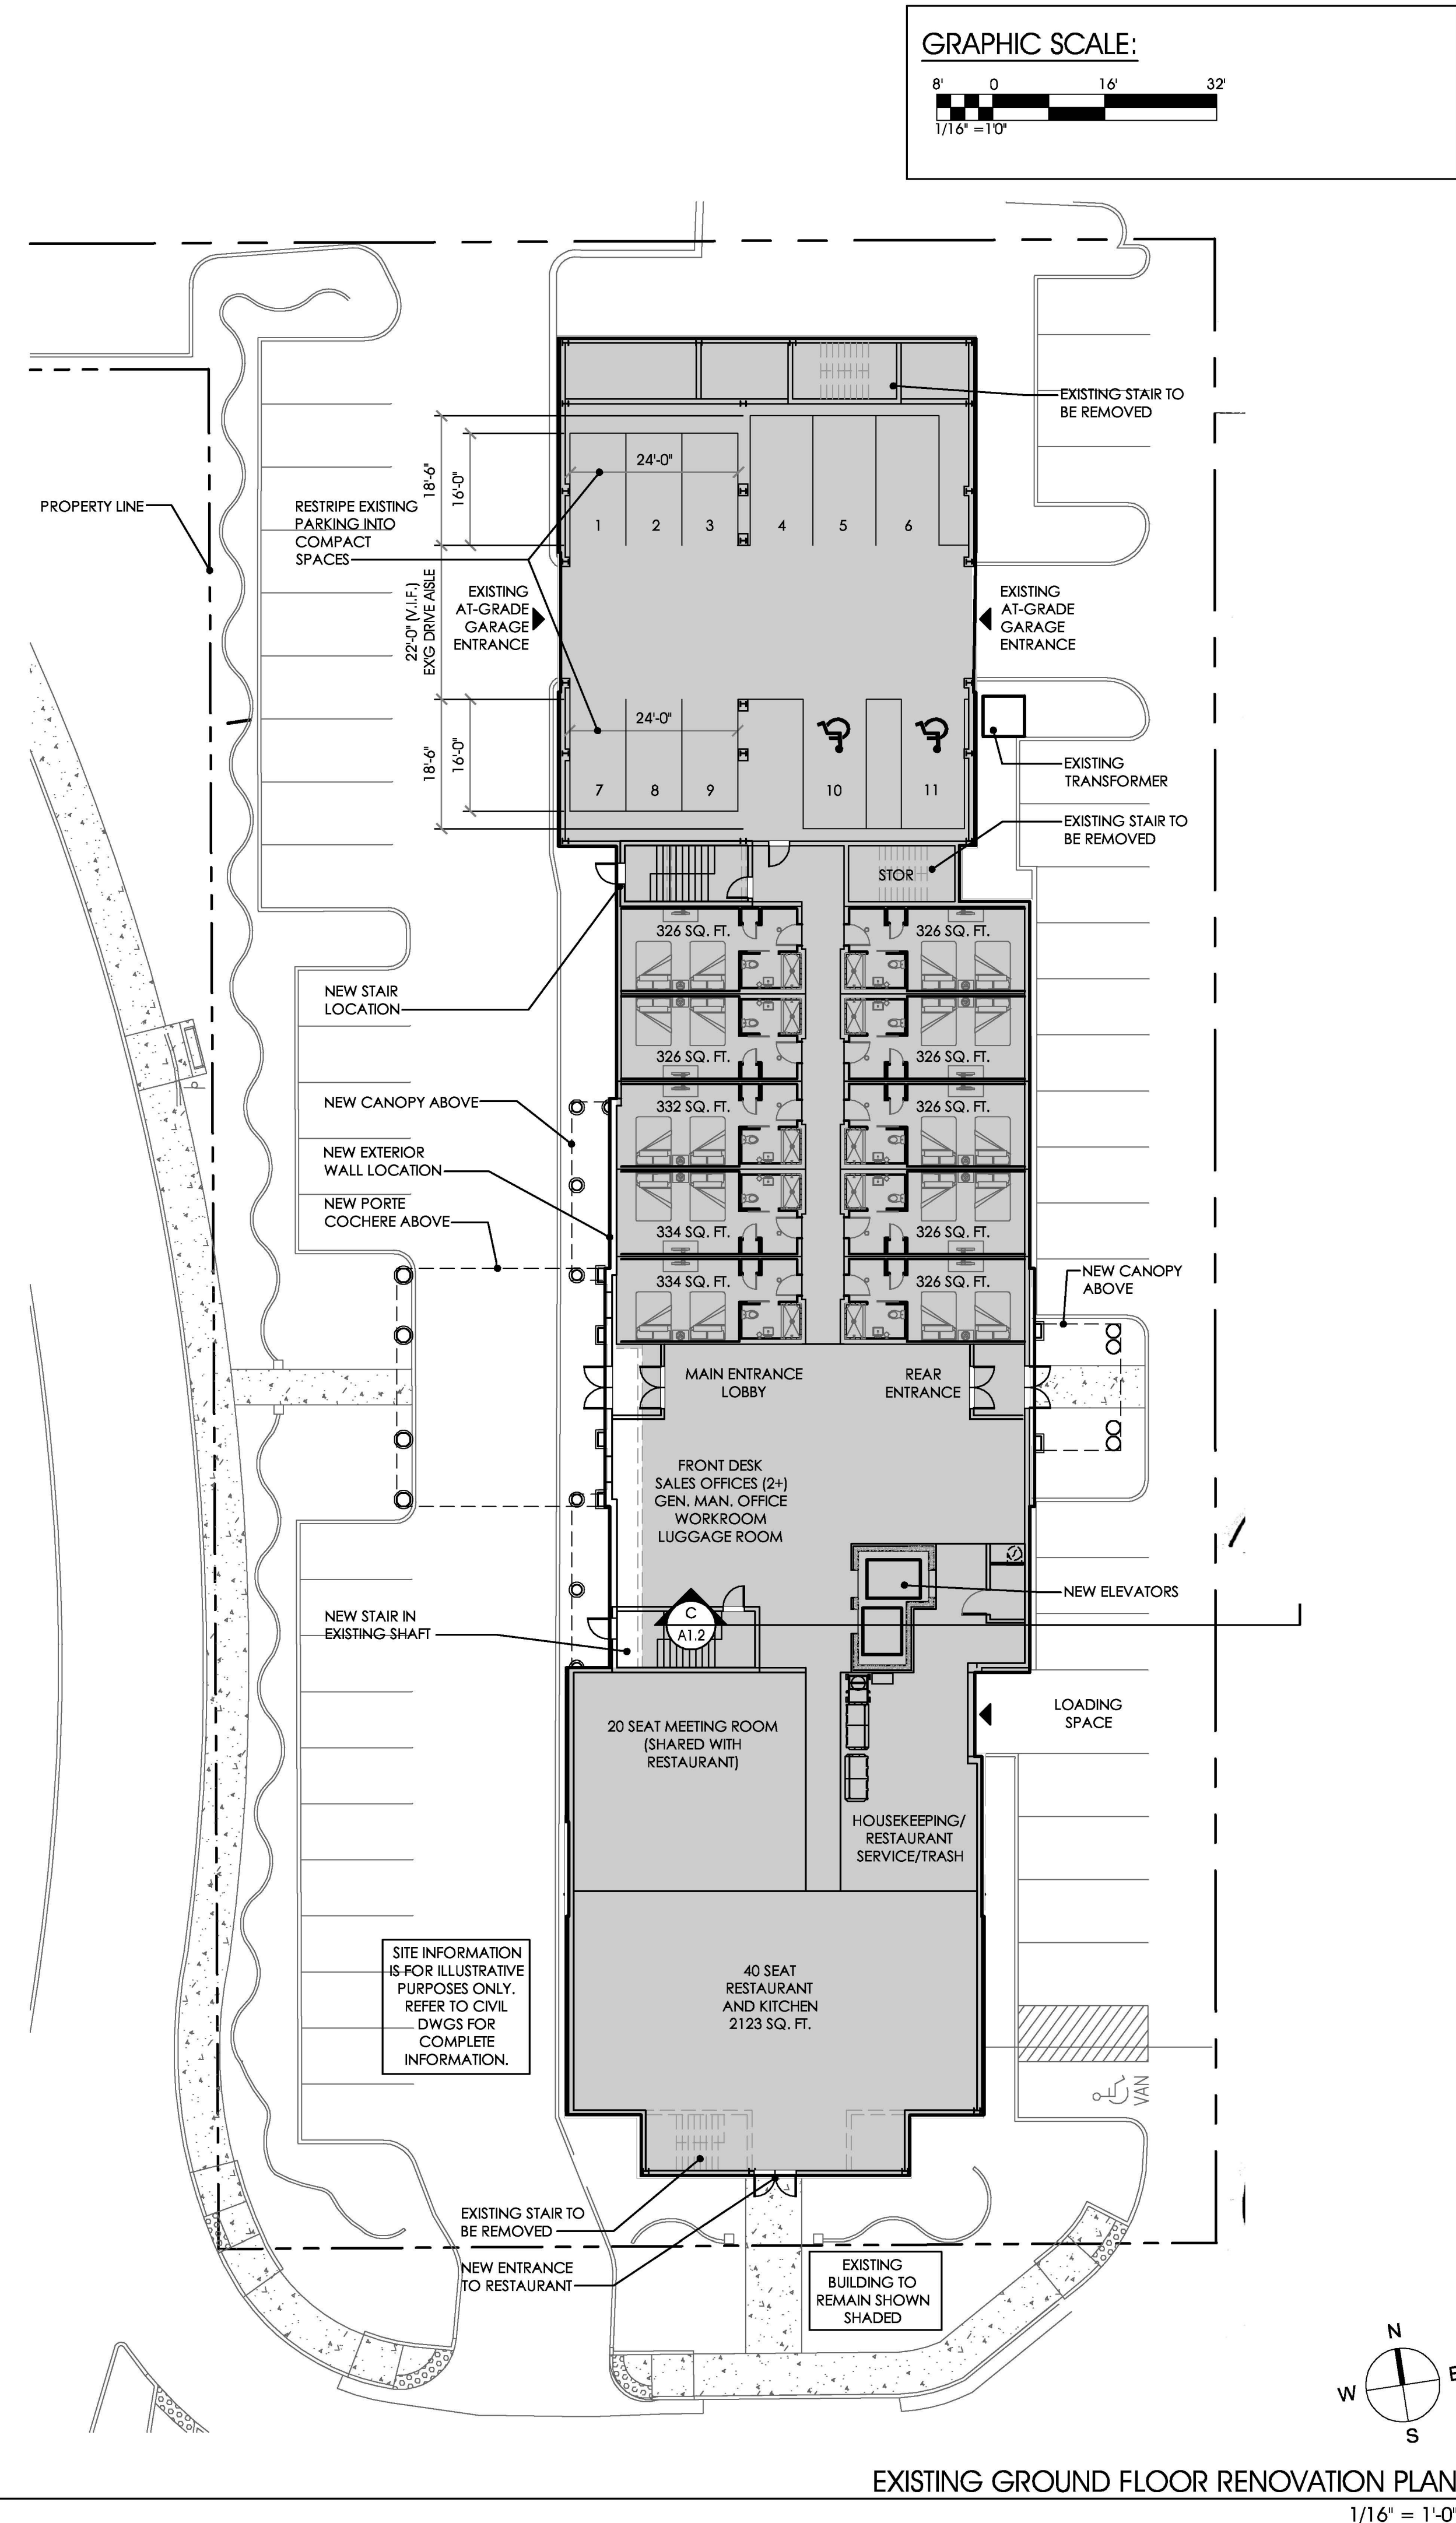 GRAPHIC SCALE:
8' 0 16' 32'
1/16" =1'0"
EXISTING STAIR TO
BE REMOVED
18'-6"
16'-0"
24'-0"
PROPERTY LINE
RESTRIPE EXISTING
PARKING INTO
COMPACT
SPACES
1 2 3 4 5 6
22'-0" (V.I.F.)
EX'G DRIVE AISLE
EXISTING
AT-GRADE
GARAGE
ENTRANCE
EXISTING
AT-GRADE
GARAGE
ENTRANCE
18'-6"
16'-0"
24'-0"
7 8 9 10 11
EXISTING
TRANSFORMER
EXISTING STAIR TO
BE REMOVED
STOR
326 SQ. FT.
326 SQ. FT.
NEW STAIR
LOCATION
326 SQ. FT.
326 SQ. FT.
NEW CANOPY ABOVE
332 SQ. FT.
326 SQ. FT.
NEW EXTERIOR
WALL LOCATION
NEW PORTE
COCHERE ABOVE
334 SQ. FT.
326 SQ. FT.
334 SQ. FT.
326 SQ. FT.
NEW CANOPY
ABOVE
MAIN ENTRANCE
LOBBY
REAR
ENTRANCE
FRONT DESK
SALES OFFICES (2+)
GEN. MAN. OFFICE
WORKROOM
LUGGAGE ROOM
NEW ELEVATORS
NEW STAIR IN
EXISTING SHAFT
C
A1.2
20 SEAT MEETING ROOM
(SHARED WITH
RESTAURANT)
LOADING
SPACE
HOUSEKEEPING/
RESTAURANT
SERVICE/TRASH
SITE INFORMATION
IS FOR ILLUSTRATIVE
PURPOSES ONLY.
REFER TO CIVIL
DWGS FOR
COMPLETE
INFORMATION.
40 SEAT
RESTAURANT
AND KITCHEN
2123 SQ. FT.
VAN
EXISTING STAIR TO
BE REMOVED
NEW ENTRANCE
TO RESTAURANT
EXISTING
BUILDING TO
REMAIN SHOWN
SHADED
N
W E
S
EXISTING GROUND FLOOR RENOVATION PLAN
1/16" = 1'-0"